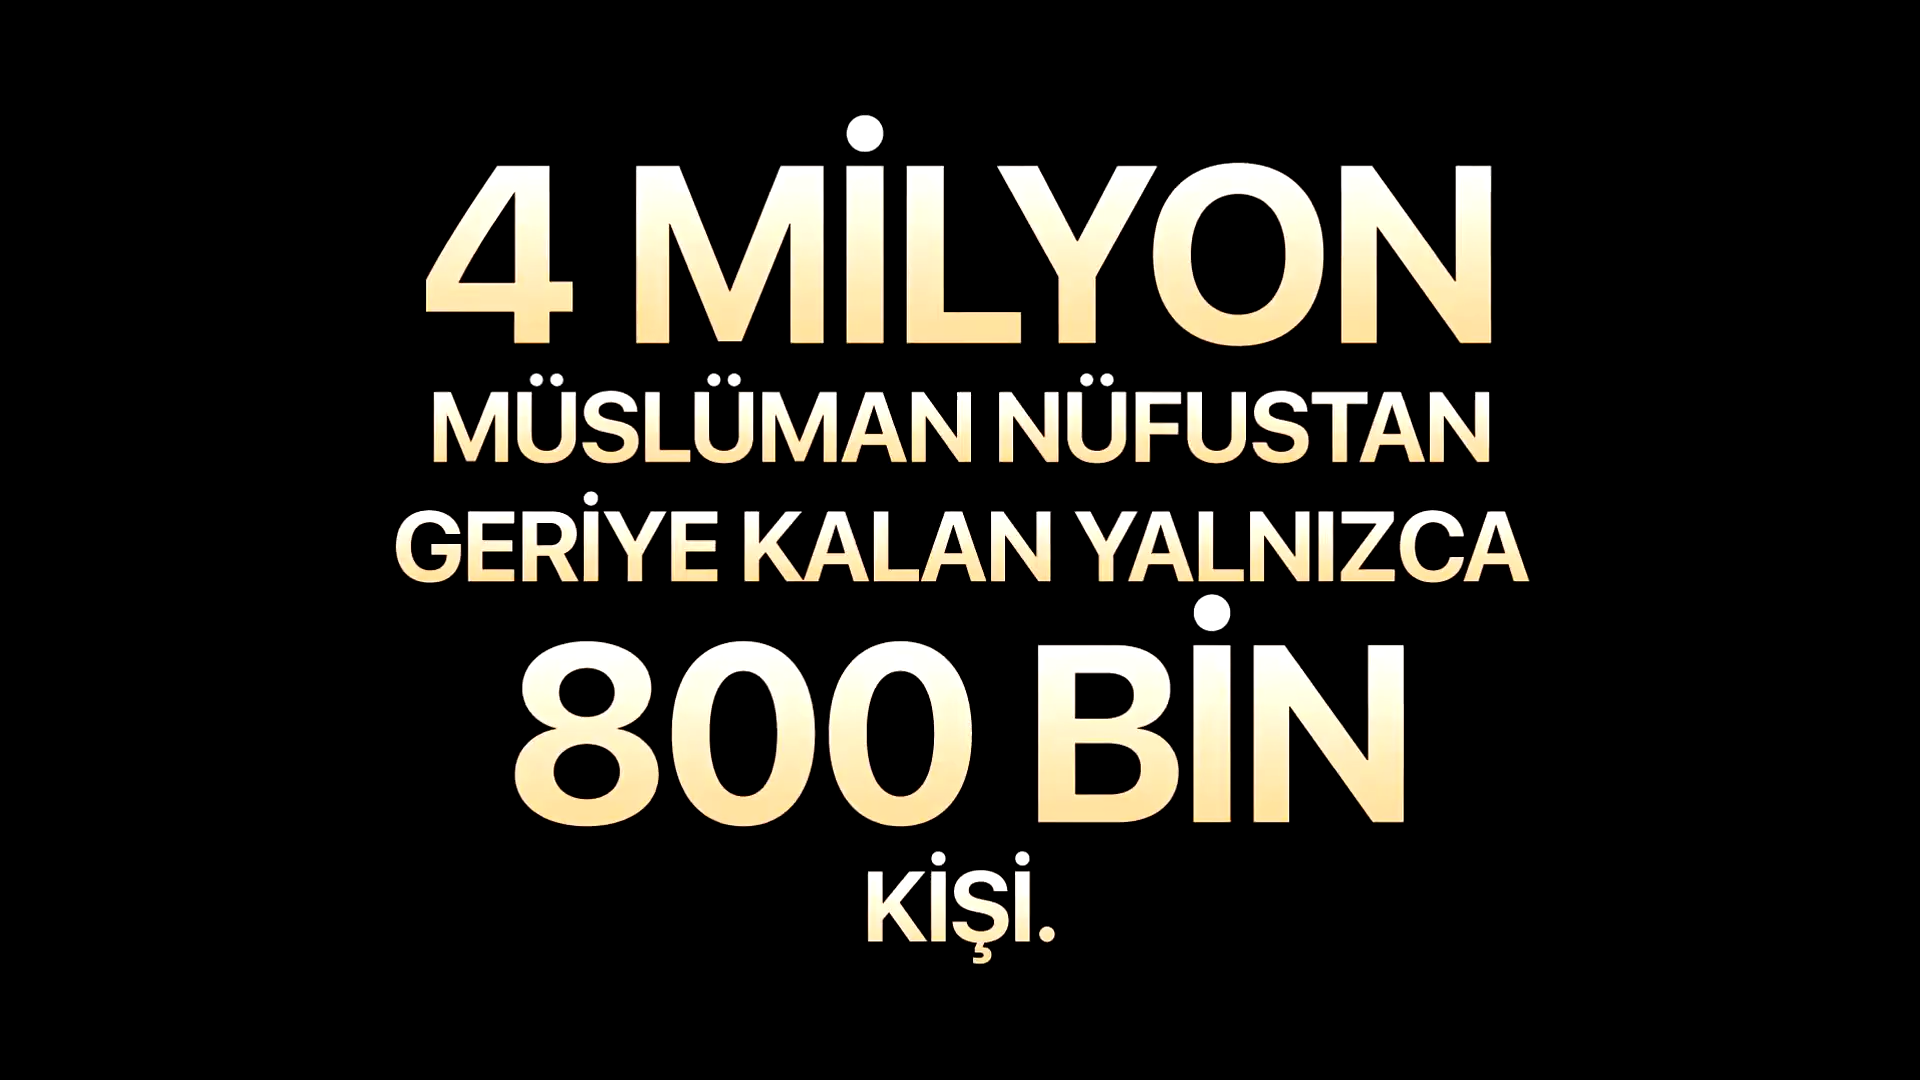 4 MİLYON
MÜSLÜMAN NÜFUSTAN
GERİYE KALAN YALNIZCA
800 BİN
KİŞİ.